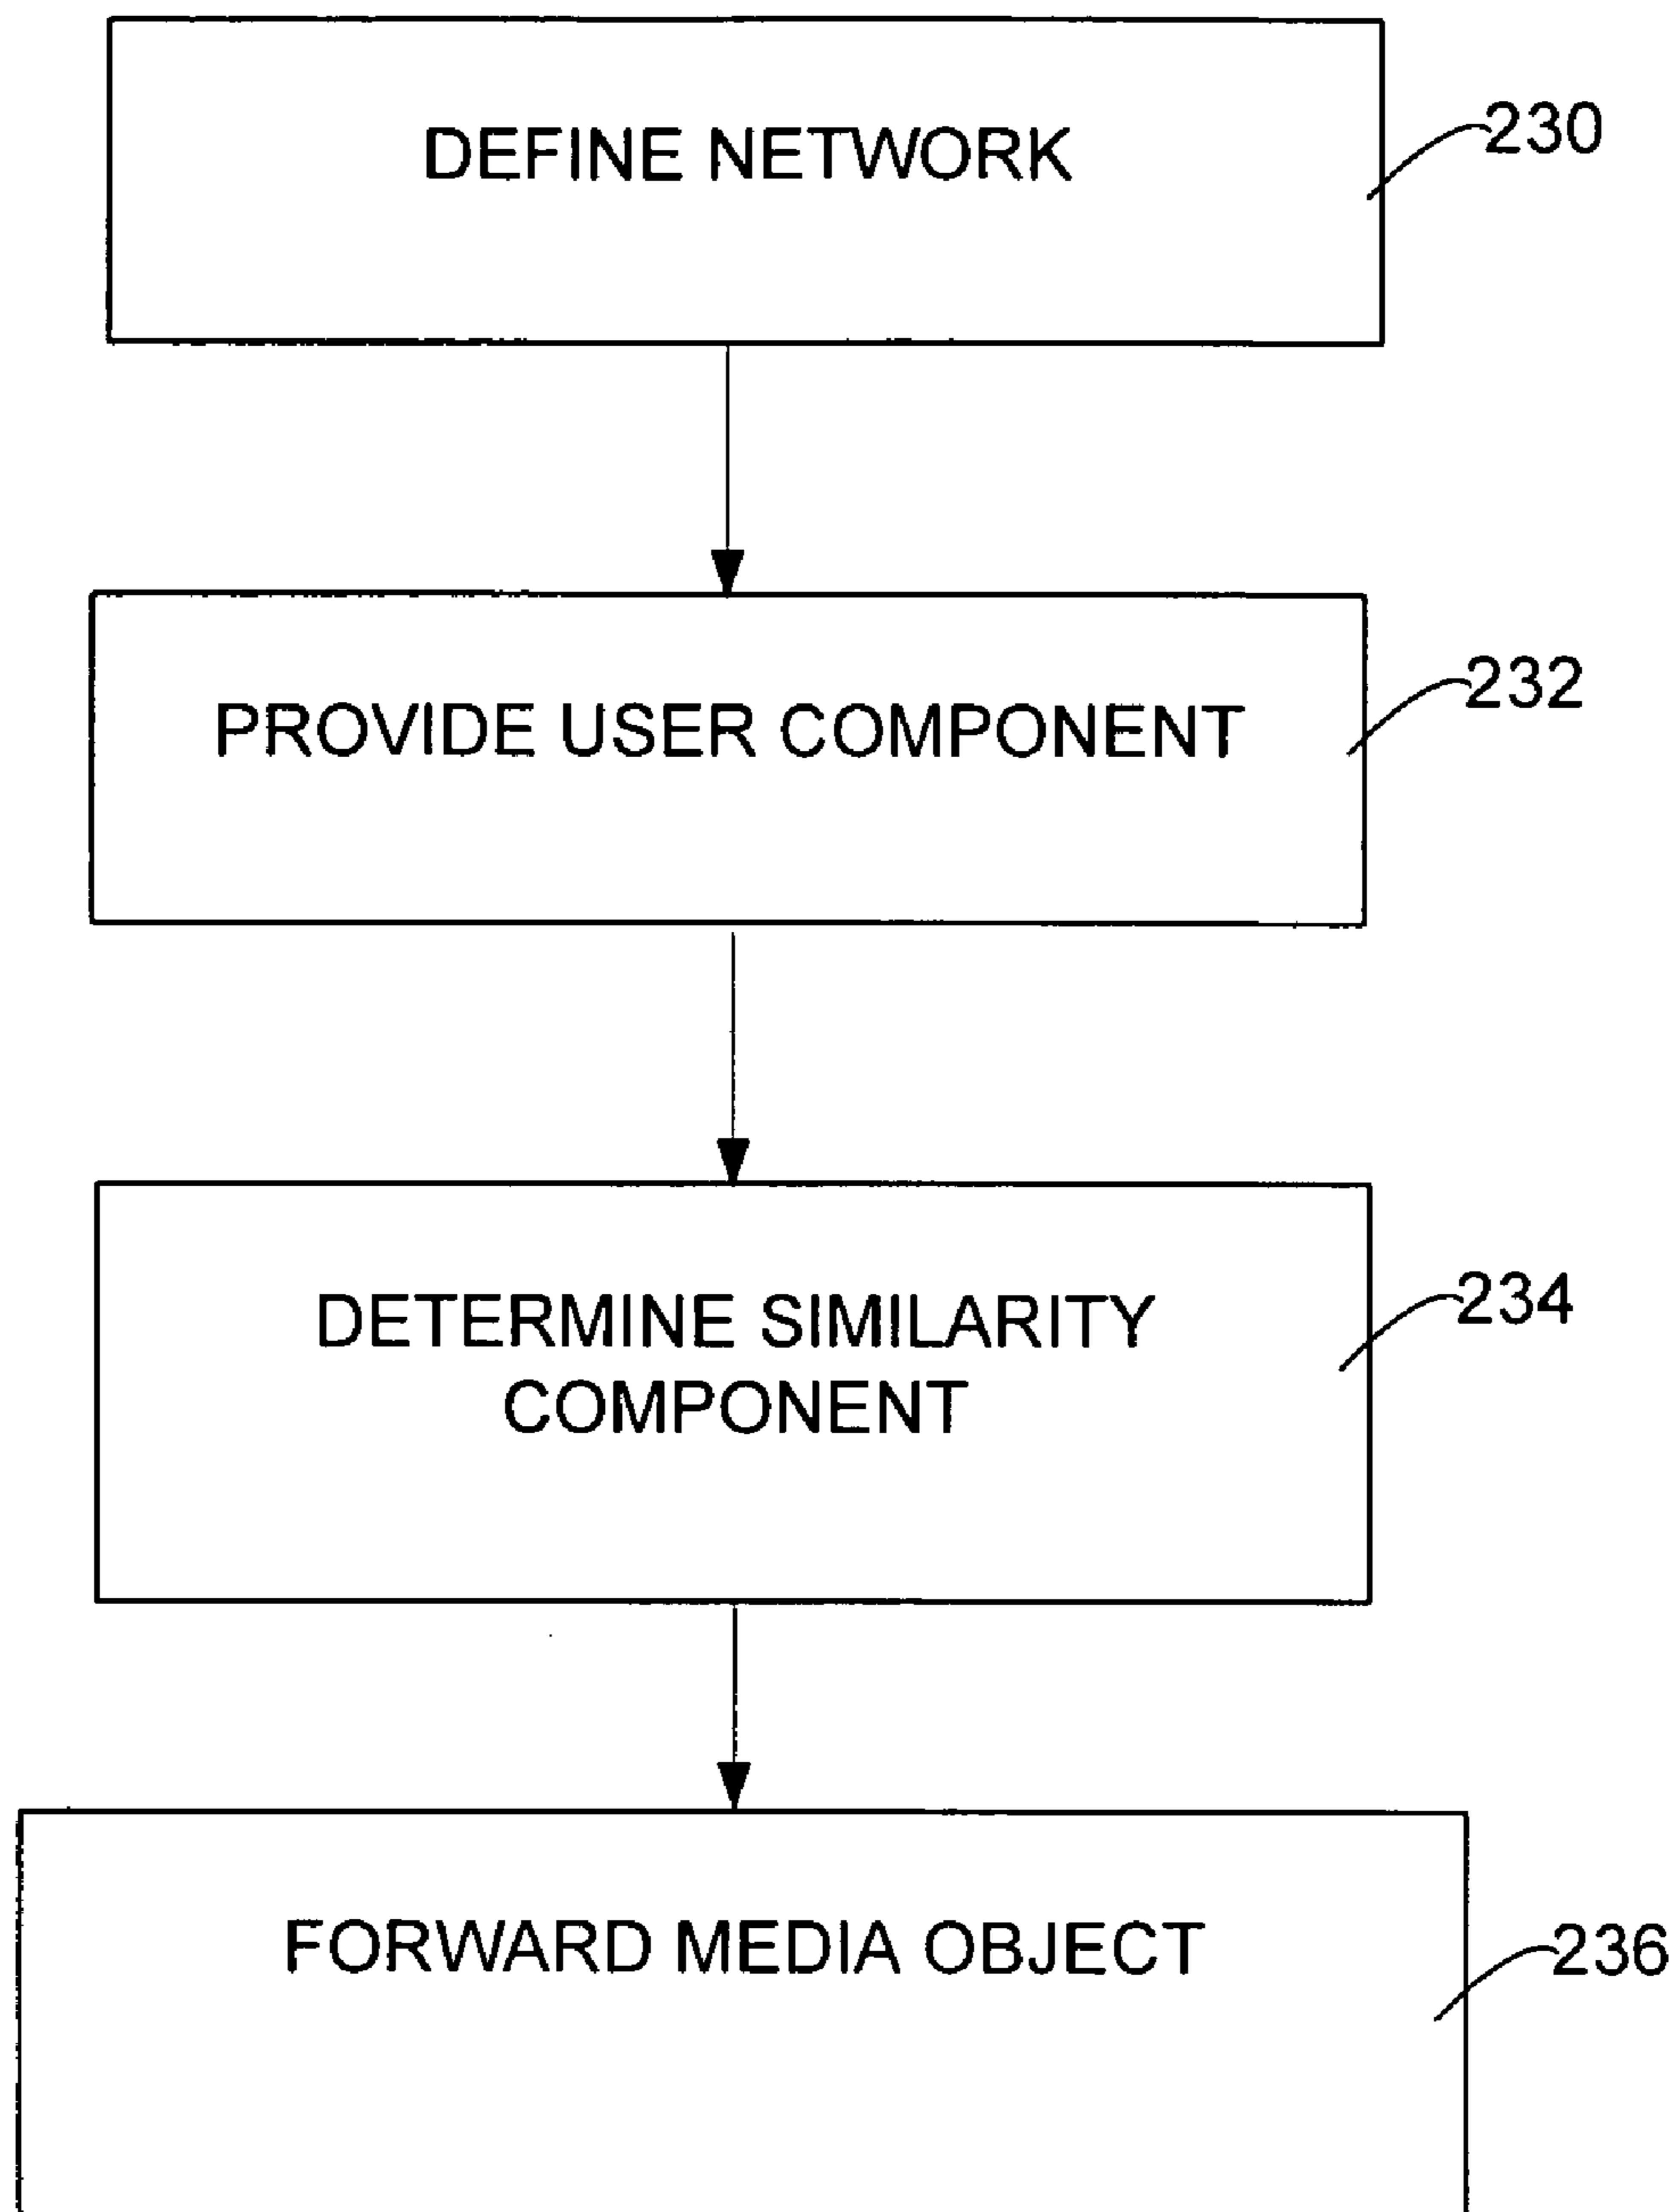 DEFINE NETWORK
230
PROVIDE USER COMPONENT
232
DETERMINE SIMILARITY
COMPONENT
234
FORWARD MEDIA OBJECT
236